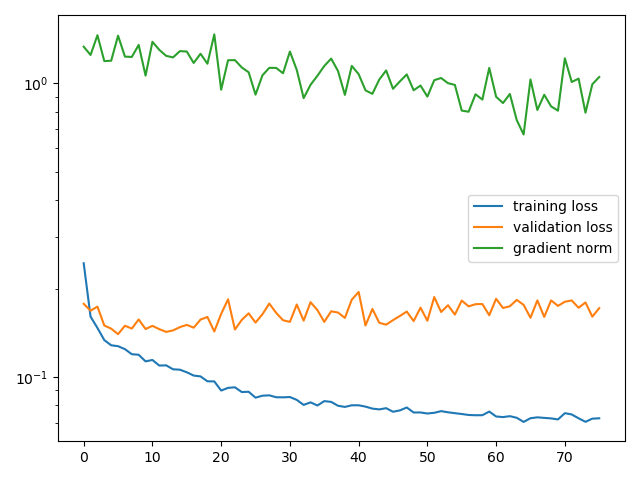 10⁰
training loss
validation loss
gradient norm
10⁻¹
0 10 20 30 40 50 60 70